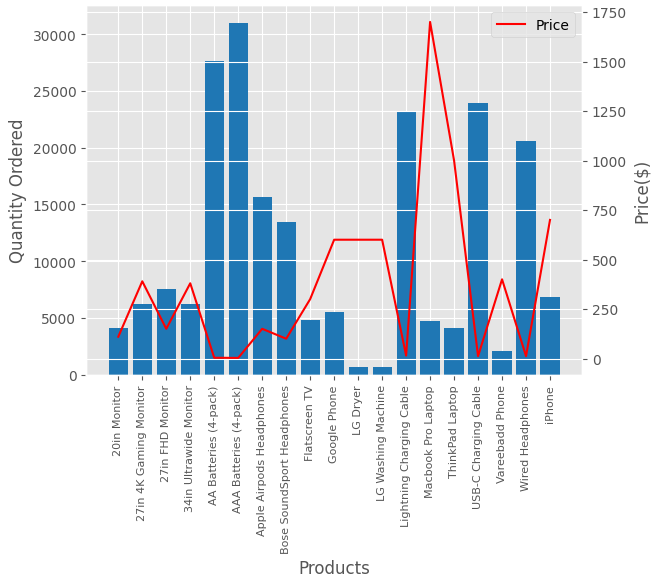 Price
30000
25000
20000
15000
10000
5000
0
Quantity Ordered
1750
1500
1250
1000
750
500
250
0
Price($)
20in Monitor
27in 4K Gaming Monitor
27in FHD Monitor
34in Ultrawide Monitor
AA Batteries (4-pack)
AAA Batteries (4-pack)
Apple Airpods Headphones
Bose SoundSport Headphones
Flatscreen TV
Google Phone
LG Dryer
LG Washing Machine
Lightning Charging Cable
Macbook Pro Laptop
ThinkPad Laptop
USB-C Charging Cable
Vareebadd Phone
Wired Headphones
iPhone
Products